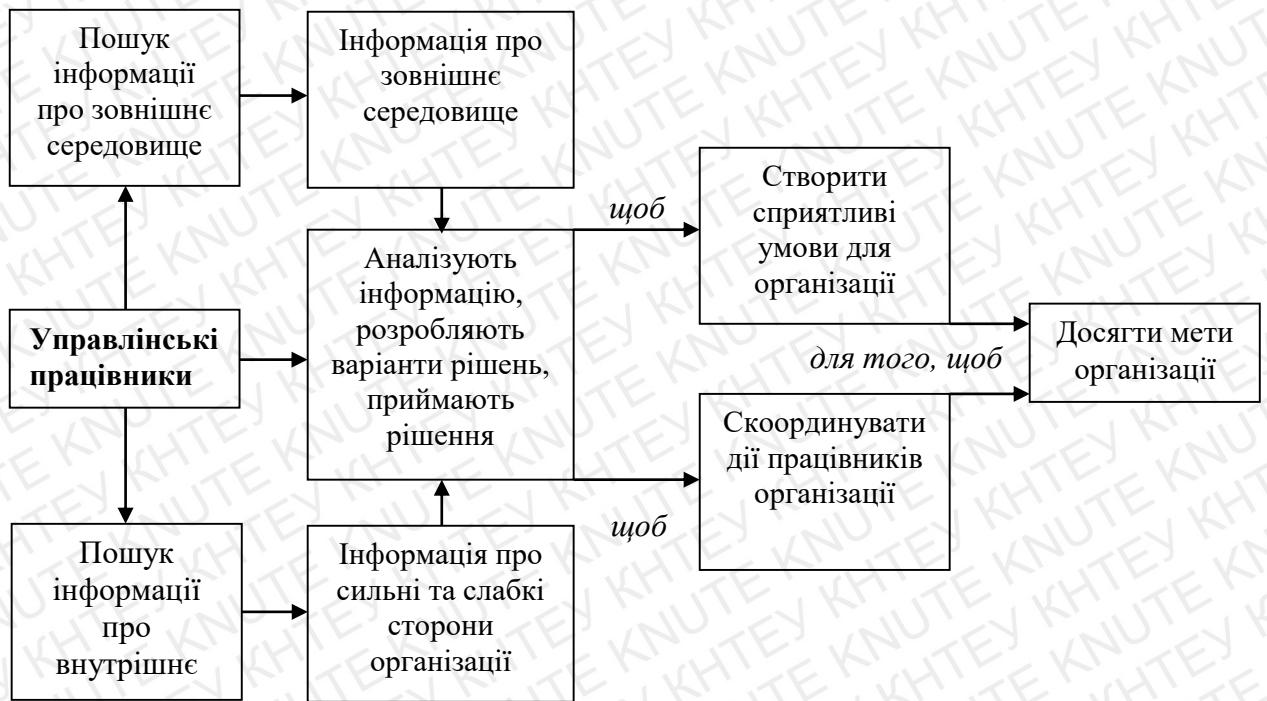 Пошук
інформації
про зовнішнє
середовище
Інформація про
зовнішнє
середовище
Управлінські
працівники
Аналізують
інформацію,
розробляють
варіанти рішень,
приймають
рішення
щоб
Створити
сприятливі
умови для
організації
для того, щоб
Досягти мети
організації
щоб
Скоординувати
дії працівників
організації
Пошук
інформації
про
внутрішнє
Інформація про
сильні та слабкі
сторони
організації
KNUTE КНТЕУ